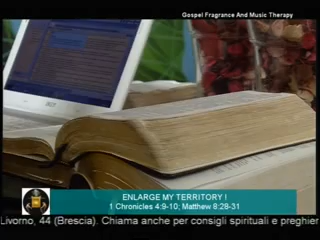 Gospel Fragrance And Music Therapy
acer
ENLARGE MY TERRITORY !
1 Chronicles 4:9-10; Matthew 8:28-31
Livorno, 44 (Brescia). Chiama anche per consigli spirituali e preghier